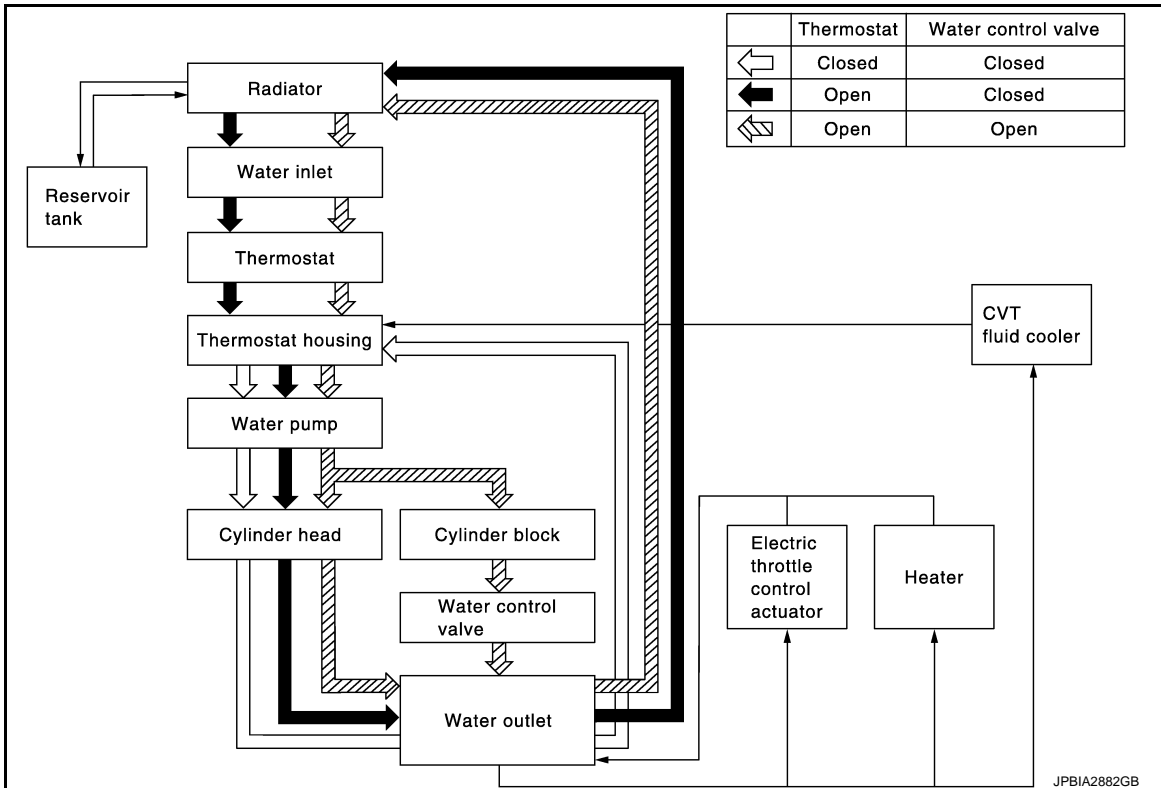 Thermostat Water control valve
Closed Closed
Open Closed
Open Open
Radiator
Water inlet
Reservoir
tank
Thermostat
Thermostat housing
CVT
fluid cooler
Water pump
Cylinder head
Cylinder block
Electric
throttle
control
actuator
Heater
Water control
valve
Water outlet
JPBIA2882GB